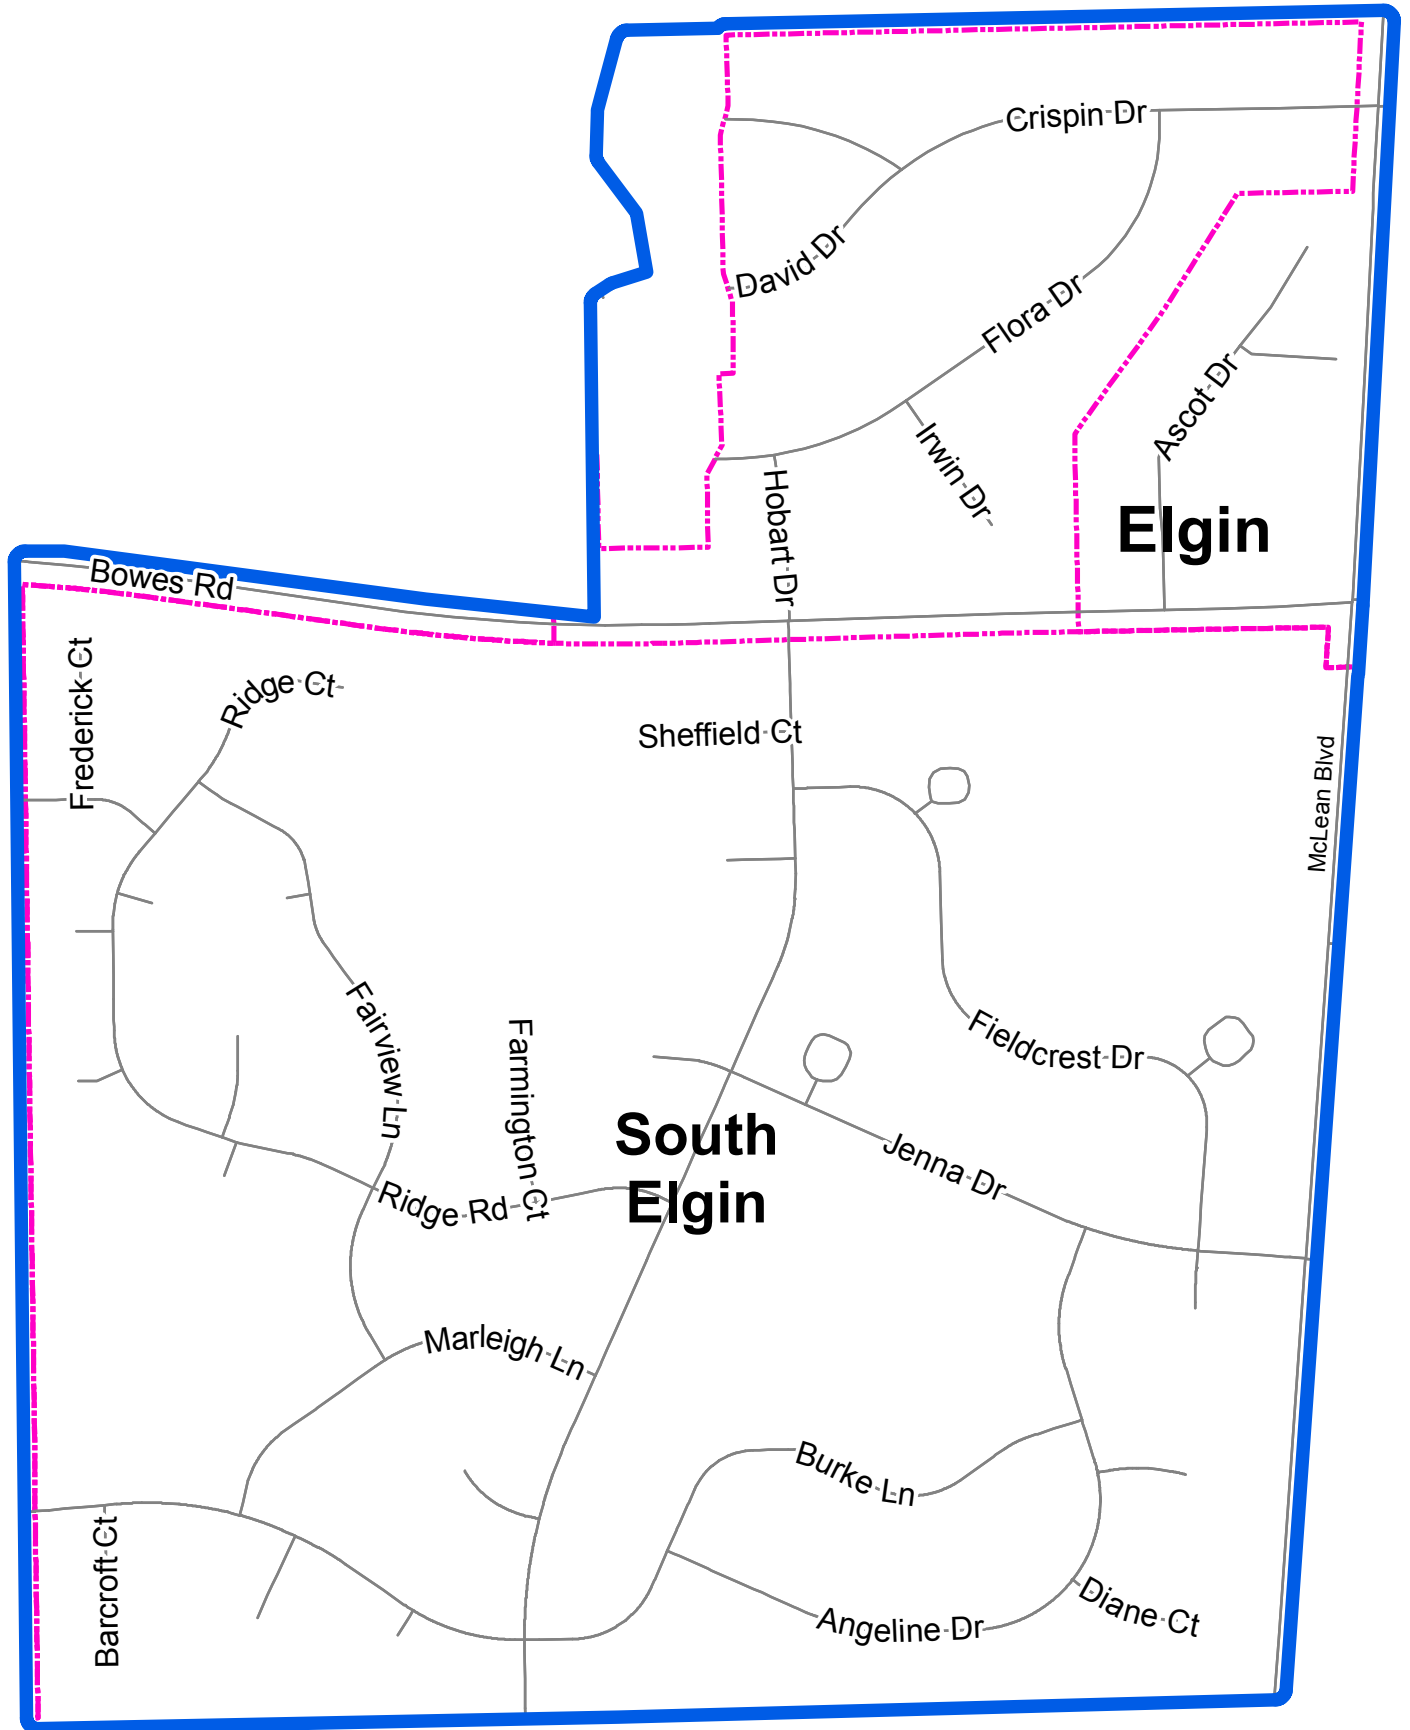 Crispin Dr
David Dr
Flora Dr
Ascot Dr
Irwin Dr
Hobart Dr
Elgin
Bowes Rd
Frederick Ct
Ridge Ct
Sheffield Ct
McLean Blvd
Fairview Ln
Farmington Ct
Fieldcrest Dr
South
Elgin
Jenna Dr
Ridge Rd
Marleigh Ln
Burke Ln
Barcroft Ct
Angeline Dr
Diane Ct